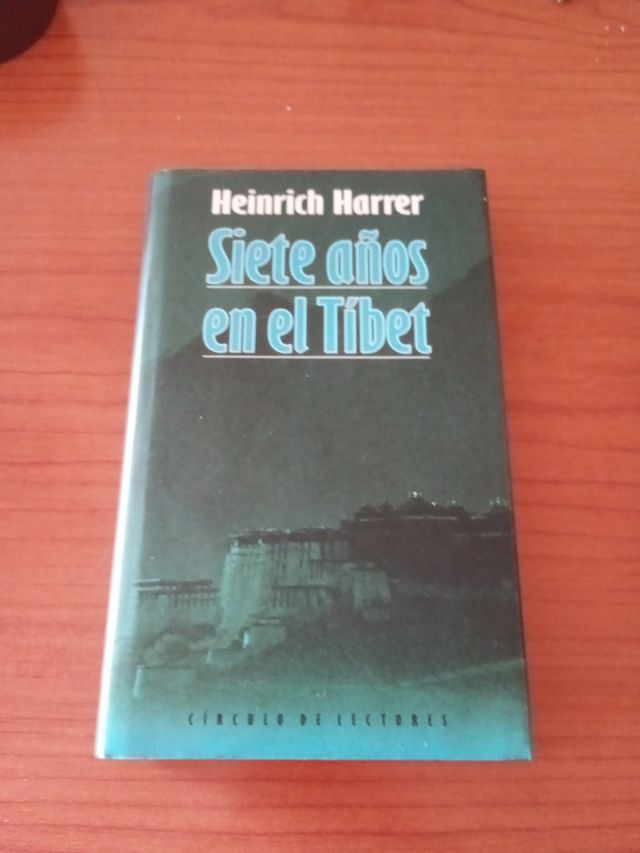 Heinrich Harrer
Siete años
en el Tíbet
CÍRCULO DE LECTORES